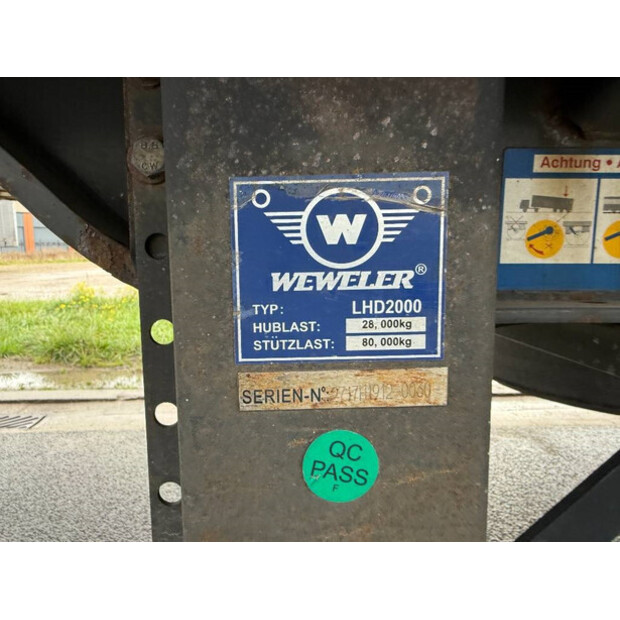 W
WEWELER®
TYP: LHD2000
HUBLAST: 28,000kg
STÜTZLAST: 80,000kg
SERIEN-N°:
QC
PASS
F
Achtung •